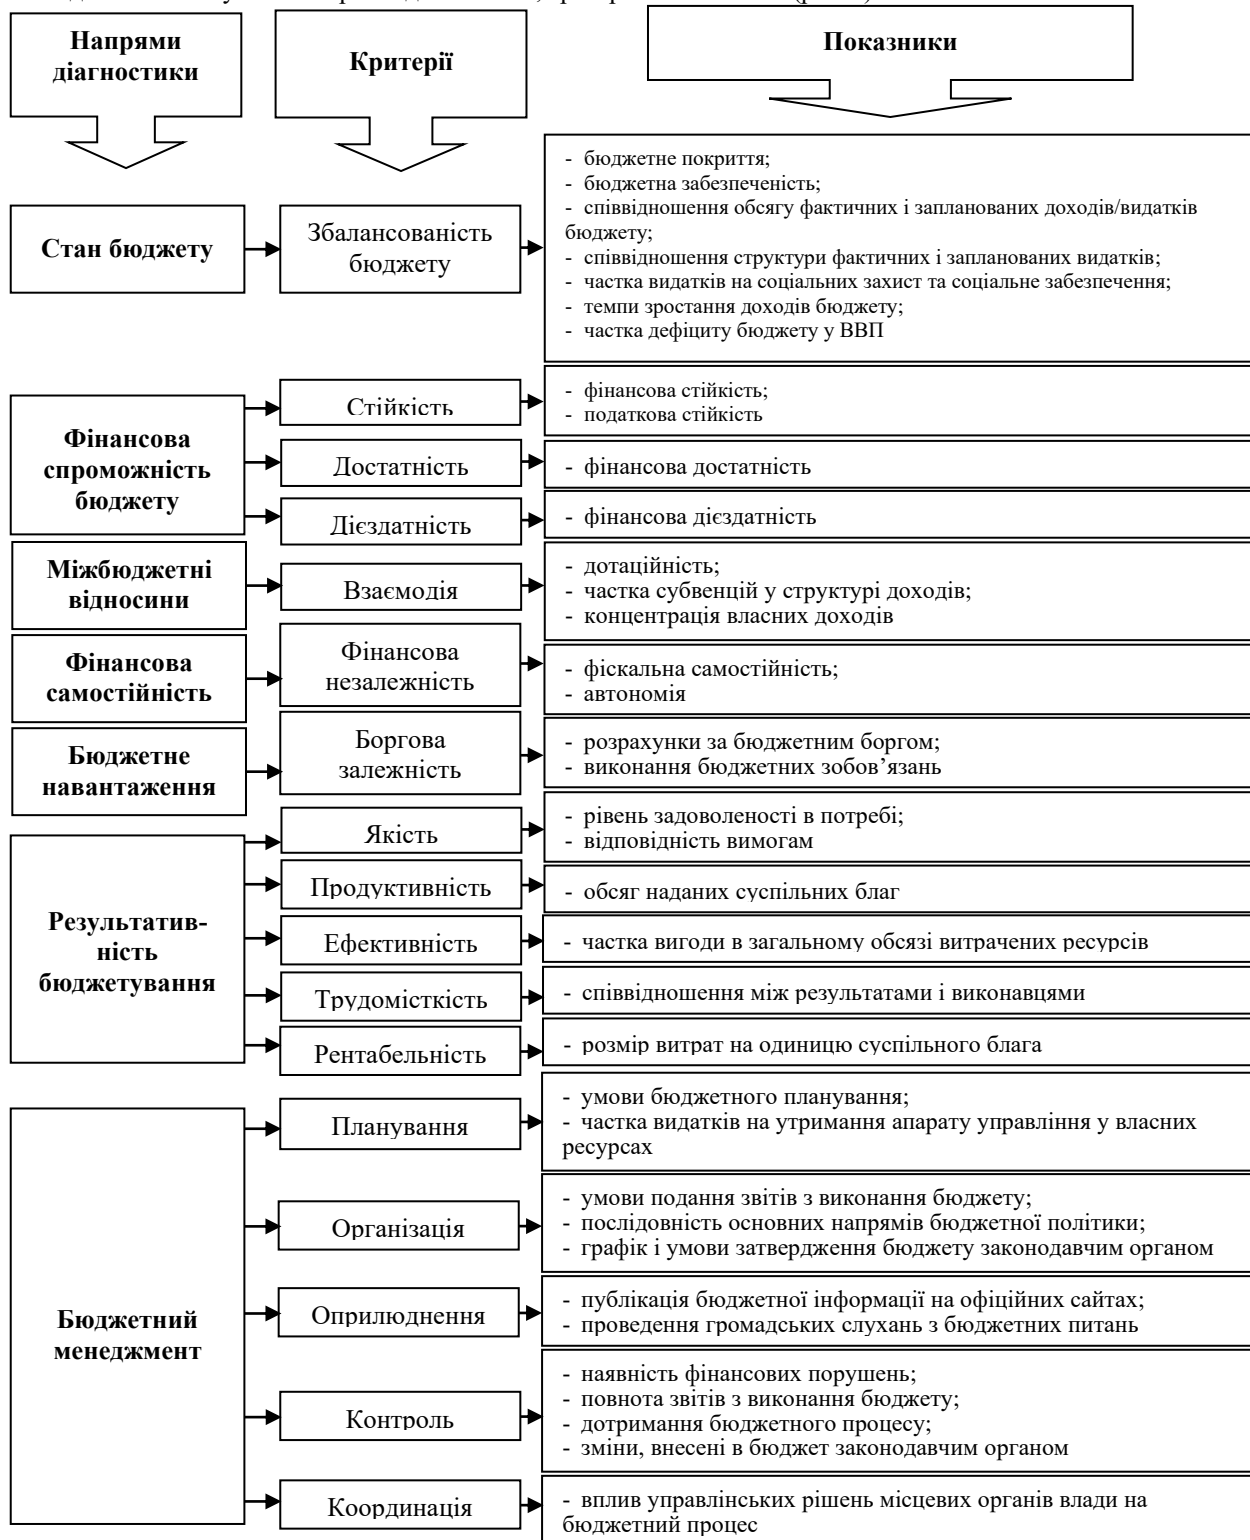 Напрями
діагностики
Критерії
Показники
Стан бюджету
Збалансованість
бюджету
- бюджетне покриття;
- бюджетна забезпеченість;
- співвідношення обсягу фактичних і запланованих доходів/видатків
бюджету;
- співвідношення структури фактичних і запланованих видатків;
- частка видатків на соціальних захист та соціальне забезпечення;
- темпи зростання доходів бюджету;
- частка дефіциту бюджету у ВВП
Фінансова
спроможність
бюджету
Стійкість
- фінансова стійкість;
- податкова стійкість
Достатність
- фінансова достатність
Дієздатність
- фінансова дієздатність
Міжбюджетні
відносини
Взаємодія
- дотаційність;
- частка субвенцій у структурі доходів;
- концентрація власних доходів
Фінансова
самостійність
Фінансова
незалежність
- фіскальна самостійність;
- автономія
Бюджетне
навантаження
Боргова
залежність
- розрахунки за бюджетним боргом;
- виконання бюджетних зобов’язань
Результатив-
ність
бюджетування
Якість
- рівень задоволеності в потребі;
- відповідність вимогам
Продуктивність
- обсяг наданих суспільних благ
Ефективність
- частка вигоди в загальному обсязі витрачених ресурсів
Трудомісткість
- співвідношення між результатами і виконавцями
Рентабельність
- розмір витрат на одиницю суспільного блага
Бюджетний
менеджмент
Планування
- умови бюджетного планування;
- частка видатків на утримання апарату управління у власних
ресурсах
Організація
- умови подання звітів з виконання бюджету;
- послідовність основних напрямів бюджетної політики;
- графік і умови затвердження бюджету законодавчим органом
Оприлюднення
- публікація бюджетної інформації на офіційних сайтах;
- проведення громадських слухань з бюджетних питань
Контроль
- наявність фінансових порушень;
- повнота звітів з виконання бюджету;
- дотримання бюджетного процесу;
- зміни, внесені в бюджет законодавчим органом
Координація
- вплив управлінських рішень місцевих органів влади на
бюджетний процес